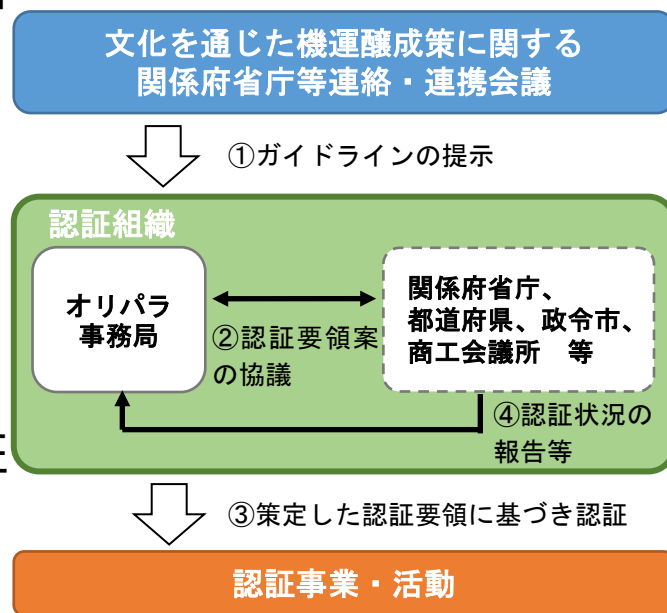 文化を通じた機運醸成策に関する
関係府省庁等連絡・連携会議
①ガイドラインの提示
認証組織
オリパラ
事務局
②認証要領案
の協議
関係府省庁、
都道府県、政令市、
商工会議所　等
④認証状況の
報告等
③策定した認証要領に基づき認証
認証事業・活動